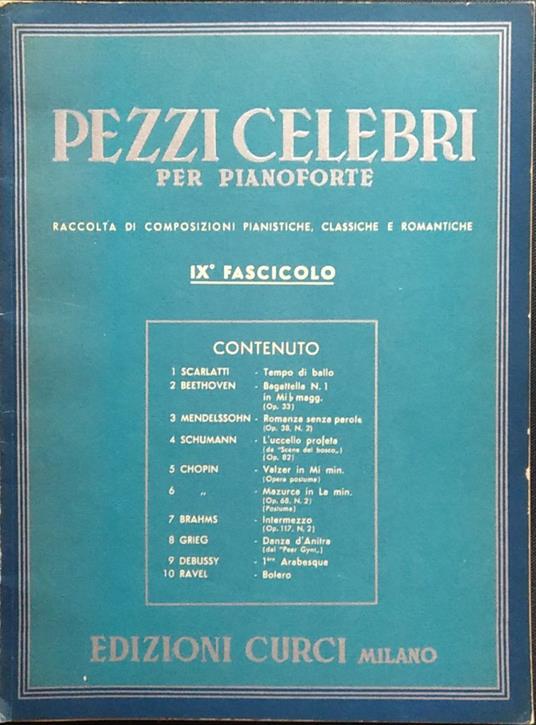 PEZZI CELEBRI
PER PIANOFORTE
RACCOLTA DI COMPOSIZIONI PIANISTICHE, CLASSICHE E ROMANTICHE
IX° FASCICOLO
CONTENUTO
1 SCARLATTI - Tempo di ballo
2 BEETHOVEN - Bagattella N. 1
in Mi♭ magg.
(Op. 33)
3 MENDELSSOHN - Romanza senza parole
(Op. 38, N. 2)
4 SCHUMANN - L'uccello profeta
(da "Scene del bosco„)
(Op. 82)
5 CHOPIN - Valzer in Mi min.
(Opera postuma)
6 „ - Mazurca in La min.
(Op. 68, N. 2)
(Postuma)
7 BRAHMS - Intermezzo
(Op. 117, N. 2)
8 GRIEG - Danza d'Anitra
(dal "Peer Gynt„)
9 DEBUSSY - 1ère Arabesque
10 RAVEL - Bolero
EDIZIONI CURCI MILANO